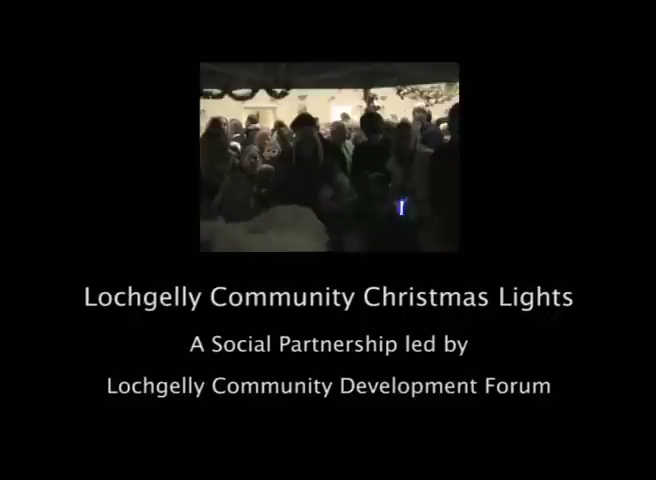 Lochgelly Community Christmas Lights
A Social Partnership led by
Lochgelly Community Development Forum